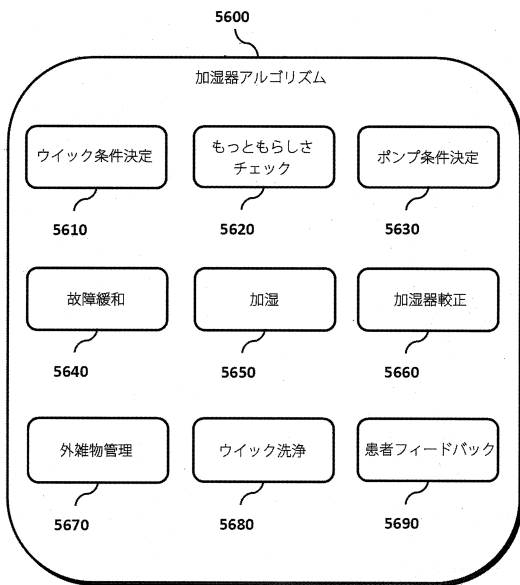 5600
加湿器アルゴリズム
ウイック条件決定
もっともらしさ
チェック
ポンプ条件決定
5610
5620
5630
故障緩和
加湿
加湿器較正
5640
5650
5660
外雑物管理
ウイック洗浄
患者フィードバック
5670
5680
5690